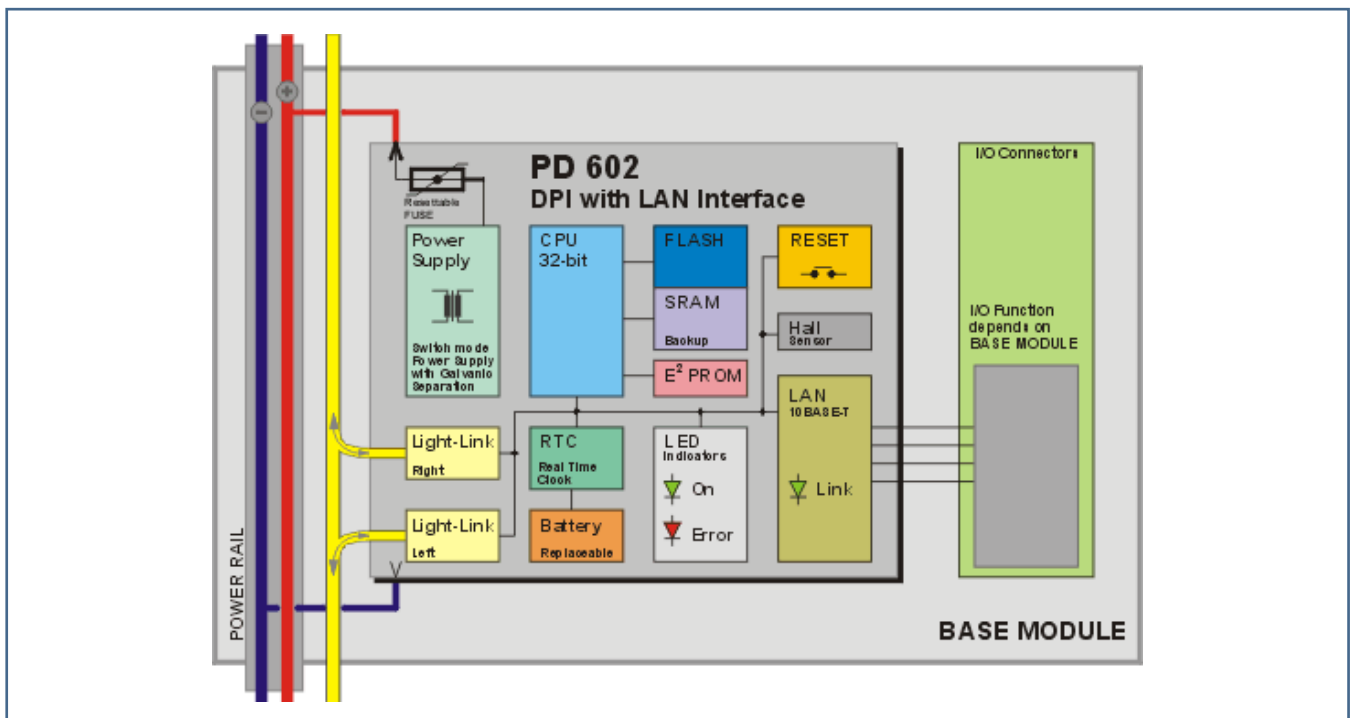 POWER RAIL
−
+
PD 602
DPI with LAN Interface
Resettable
FUSE
Power
Supply
Switch mode
Power Supply
with Galvanic
Separation
CPU
32-bit
FLASH
SRAM
Backup
E² PROM
RESET
Hall
Sensor
LAN
10BASE-T
Link
Light-Link
Right
Light-Link
Left
RTC
Real Time
Clock
Battery
Replaceable
LED
Indicators
On
Error
I/O Connectors
I/O Function
depends on
BASE MODULE
BASE MODULE